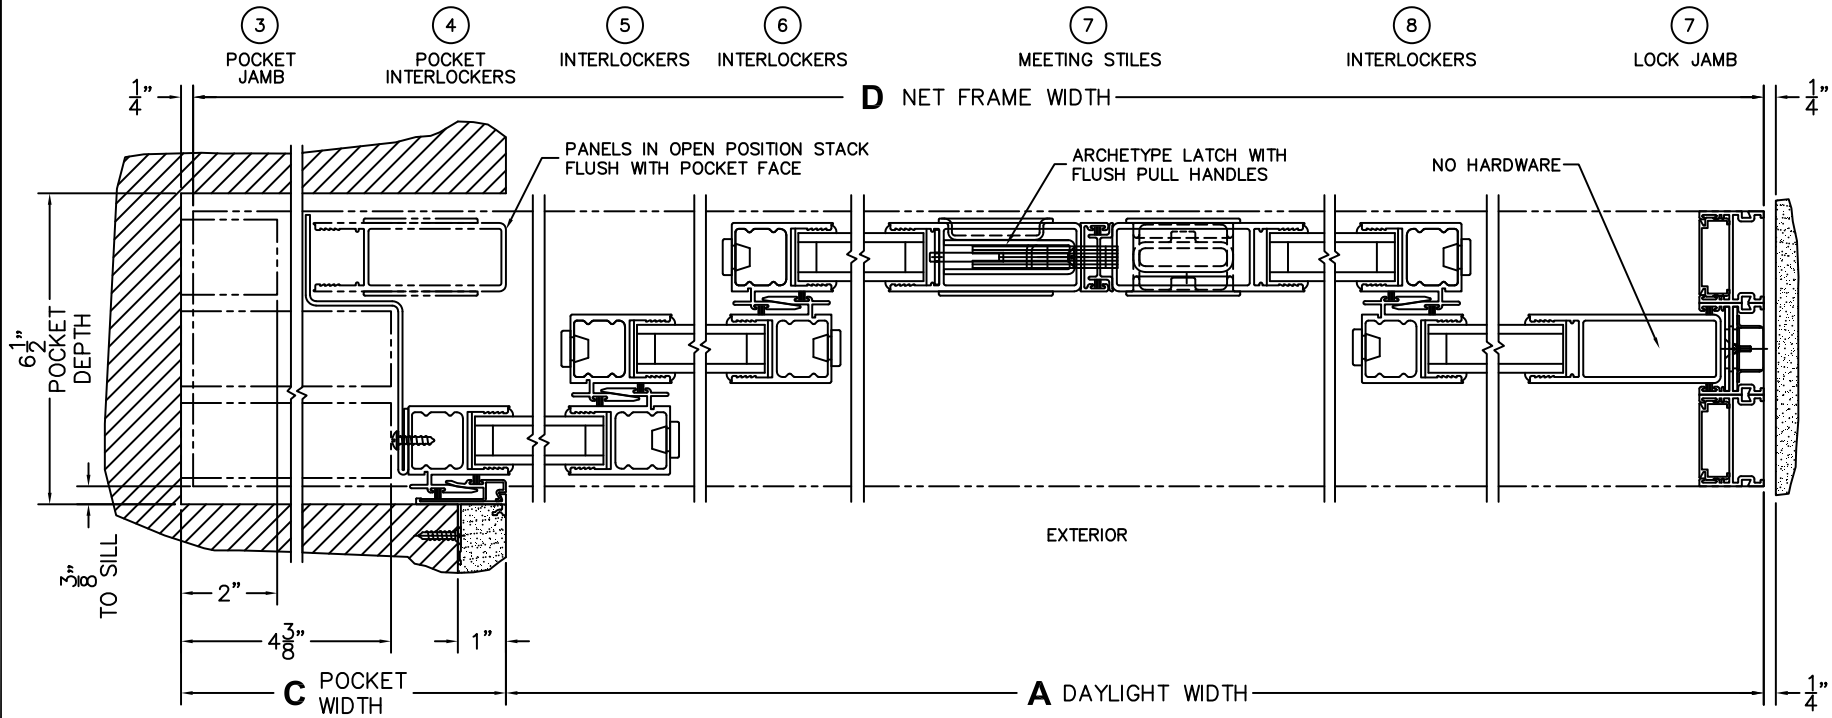 3
POCKET
JAMB
4
POCKET
INTERLOCKERS
5
INTERLOCKERS
6
INTERLOCKERS
7
MEETING STILES
8
INTERLOCKERS
7
LOCK JAMB
1/4"
D NET FRAME WIDTH
1/4"
PANELS IN OPEN POSITION STACK
FLUSH WITH POCKET FACE
ARCHETYPE LATCH WITH
FLUSH PULL HANDLES
NO HARDWARE
6 1/2"
POCKET
DEPTH
EXTERIOR
3/8"
TO SILL
2"
4 3/8"
1"
C POCKET
WIDTH
A DAYLIGHT WIDTH
1/4"